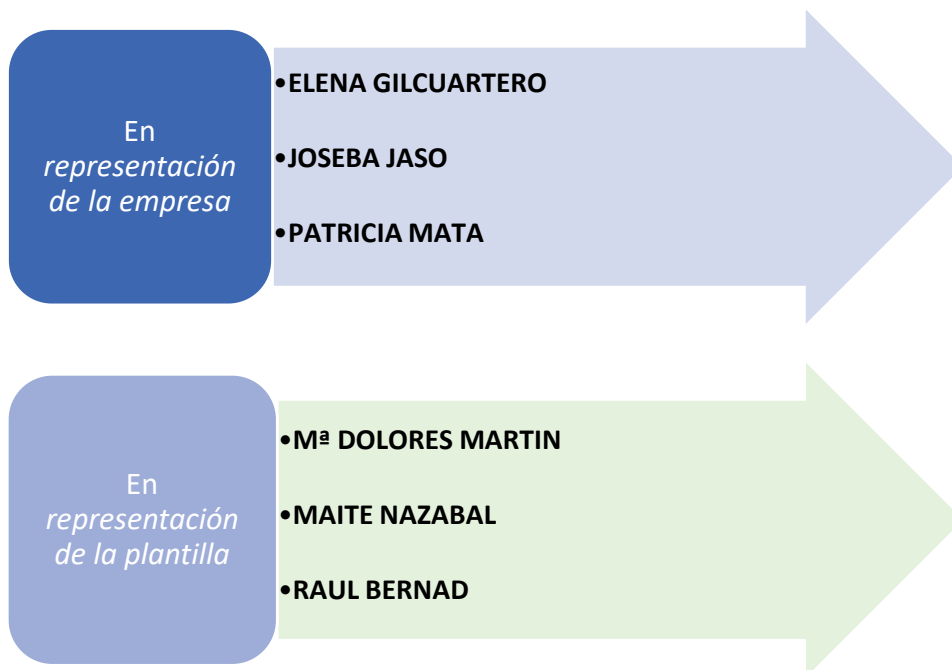 En
representación
de la empresa
•ELENA GILCUARTERO
•JOSEBA JASO
•PATRICIA MATA
En
representación
de la plantilla
•Mª DOLORES MARTIN
•MAITE NAZABAL
•RAUL BERNAD